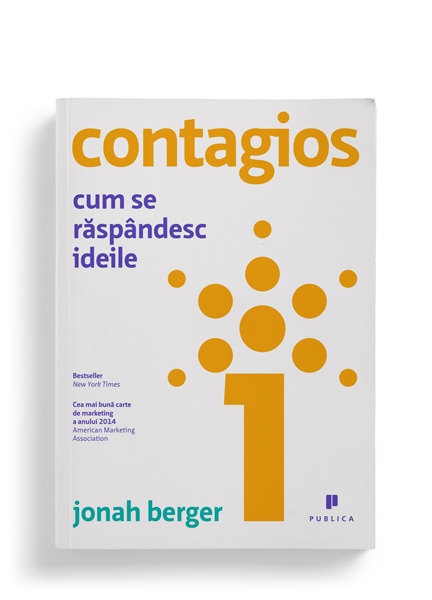 contagios
cum se
răspândesc
ideile
Bestseller
New York Times
Cea mai bună carte
de marketing
a anului 2014
American Marketing
Association
1
jonah berger
PUBLICA